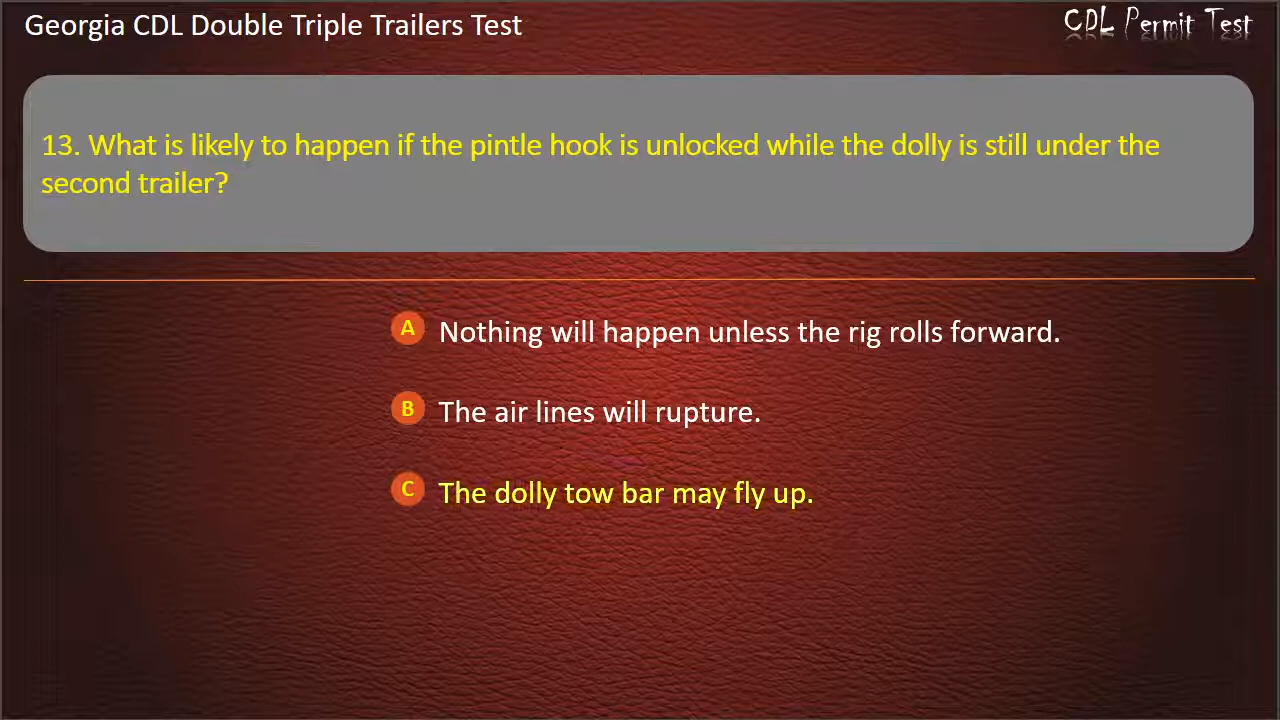 Georgia CDL Double Triple Trailers Test
CDL Permit Test
13. What is likely to happen if the pintle hook is unlocked while the dolly is still under the
second trailer?
A Nothing will happen unless the rig rolls forward.
B The air lines will rupture.
C The dolly tow bar may fly up.